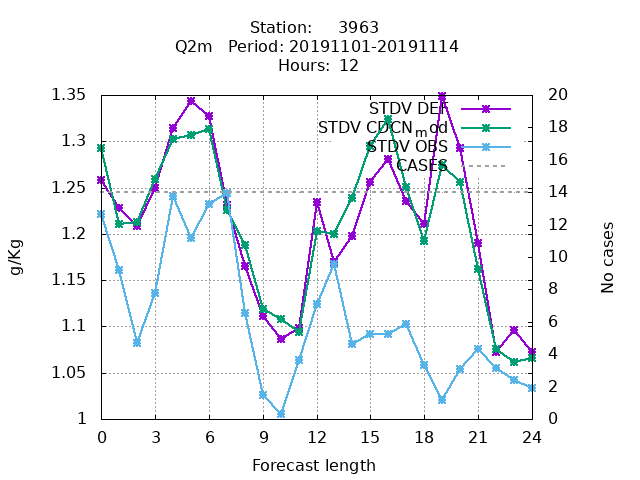 Station: 3963
Q2m Period: 20191101-20191114
Hours: 12
STDV DEF
STDV CDCN_mod
STDV OBS
CASES
g/Kg
1.35
1.3
1.25
1.2
1.15
1.1
1.05
1
No cases
20
18
16
14
12
10
8
6
4
2
0
0 3 6 9 12 15 18 21 24
Forecast length